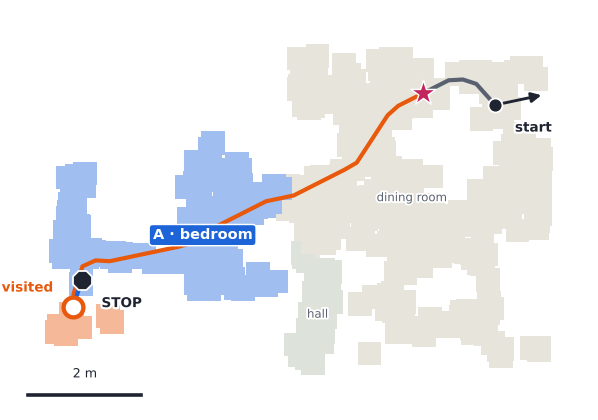 start
dining room
A · bedroom
visited
STOP
hall
2 m